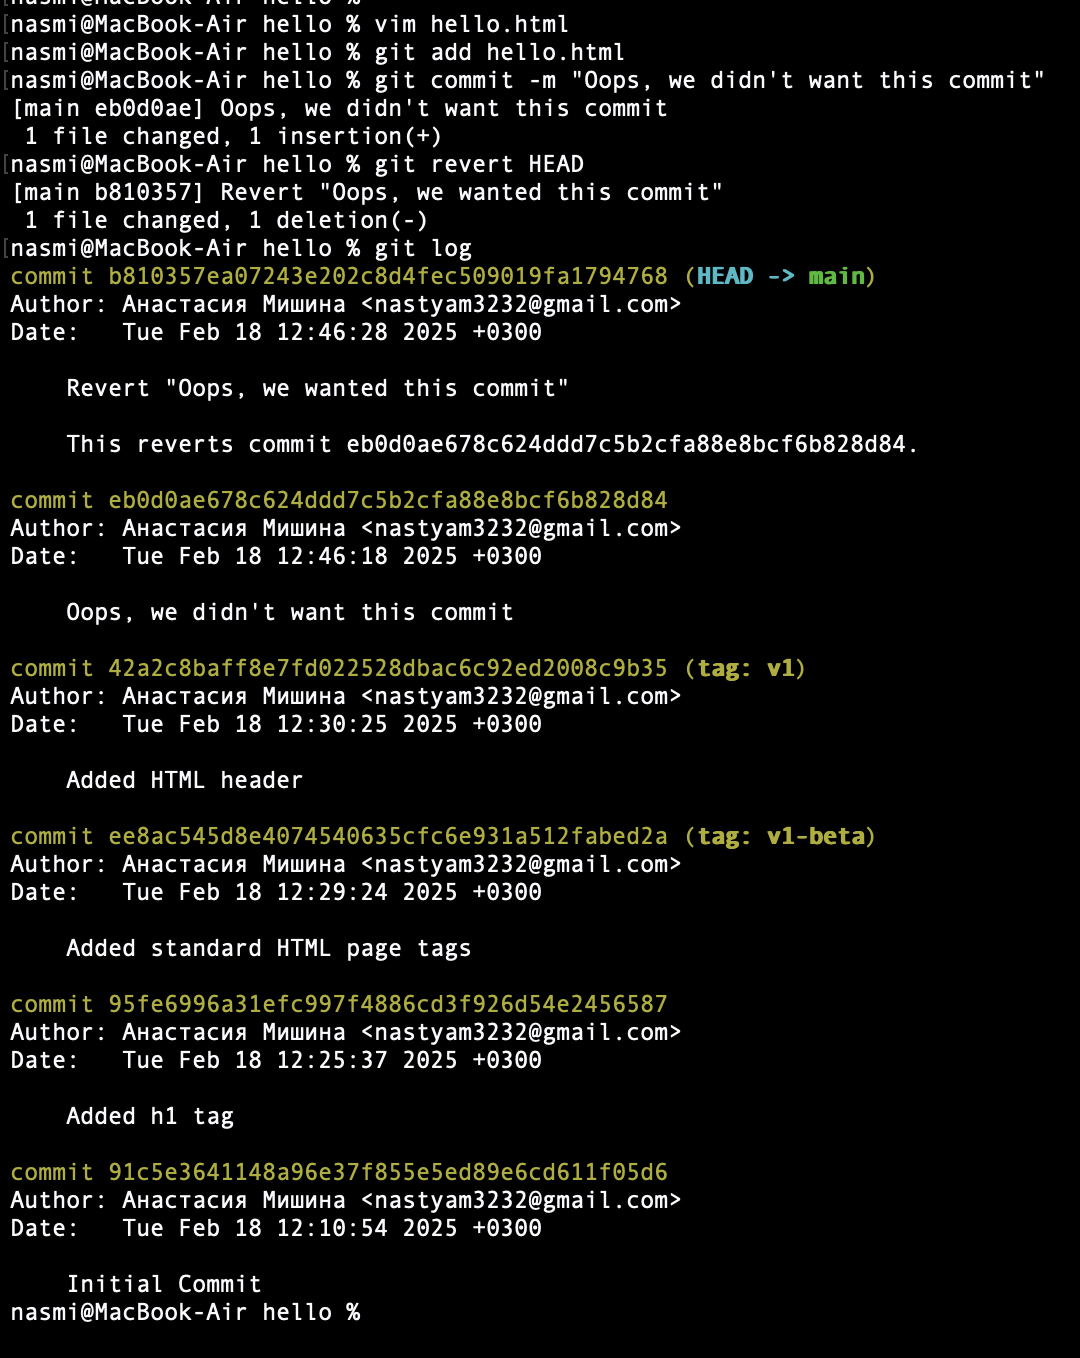 nasmi@MacBook-Air hello %
[nasmi@MacBook-Air hello % vim hello.html
[nasmi@MacBook-Air hello % git add hello.html
[nasmi@MacBook-Air hello % git commit -m "Oops, we didn't want this commit"
[main eb0d0ae] Oops, we didn't want this commit
 1 file changed, 1 insertion(+)
[nasmi@MacBook-Air hello % git revert HEAD
[main b810357] Revert "Oops, we wanted this commit"
 1 file changed, 1 deletion(-)
[nasmi@MacBook-Air hello % git log
commit b810357ea07243e202c8d4fec509019fa1794768 (HEAD -> main)
Author: Анастасия Мишина <nastyam3232@gmail.com>
Date:   Tue Feb 18 12:46:28 2025 +0300
    Revert "Oops, we wanted this commit"
    This reverts commit eb0d0ae678c624ddd7c5b2cfa88e8bcf6b828d84.
commit eb0d0ae678c624ddd7c5b2cfa88e8bcf6b828d84
Author: Анастасия Мишина <nastyam3232@gmail.com>
Date:   Tue Feb 18 12:46:18 2025 +0300
    Oops, we didn't want this commit
commit 42a2c8baff8e7fd022528dbac6c92ed2008c9b35 (tag: v1)
Author: Анастасия Мишина <nastyam3232@gmail.com>
Date:   Tue Feb 18 12:30:25 2025 +0300
    Added HTML header
commit ee8ac545d8e4074540635cfc6e931a512fabed2a (tag: v1-beta)
Author: Анастасия Мишина <nastyam3232@gmail.com>
Date:   Tue Feb 18 12:29:24 2025 +0300
    Added standard HTML page tags
commit 95fe6996a31efc997f4886cd3f926d54e2456587
Author: Анастасия Мишина <nastyam3232@gmail.com>
Date:   Tue Feb 18 12:25:37 2025 +0300
    Added h1 tag
commit 91c5e3641148a96e37f855e5ed89e6cd611f05d6
Author: Анастасия Мишина <nastyam3232@gmail.com>
Date:   Tue Feb 18 12:10:54 2025 +0300
    Initial Commit
nasmi@MacBook-Air hello %